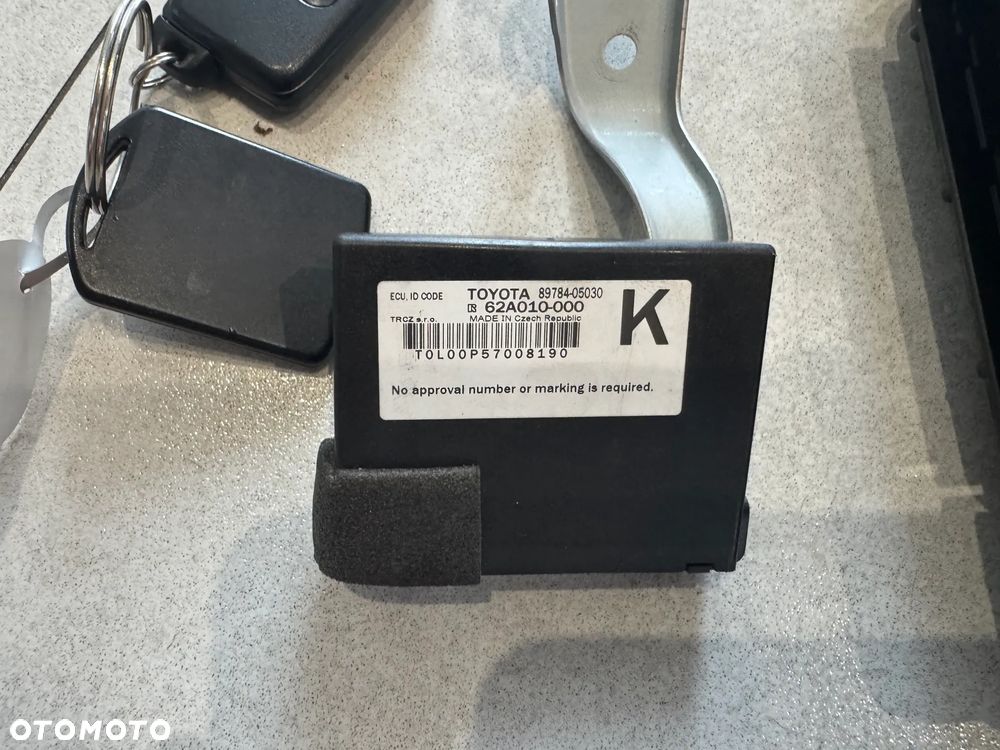 ECU, ID CODE TOYOTA 89784-05030 K
62A010-000
TRCZ s.r.o. MADE IN Czech Republic
T0L00P57008190
No approval number or marking is required.
OTOMOTO